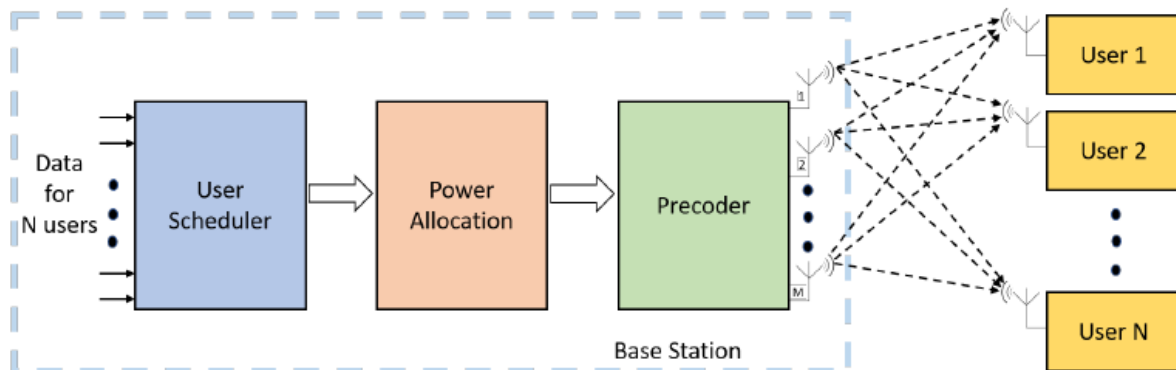 Data
for
N users
User
Scheduler
Power
Allocation
Precoder
1
2
M
Base Station
User 1
User 2
User N